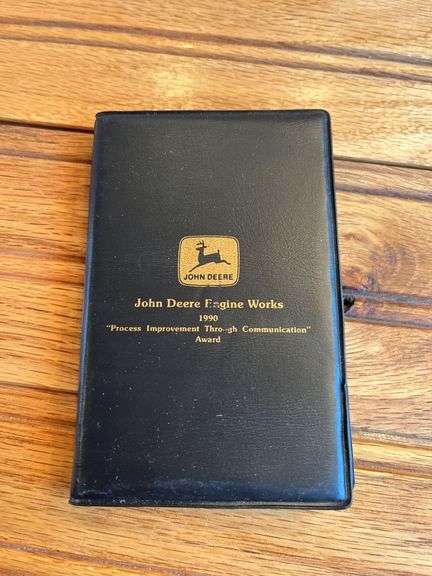 JOHN DEERE
John Deere Engine Works
1990
"Process Improvement Through Communication"
Award